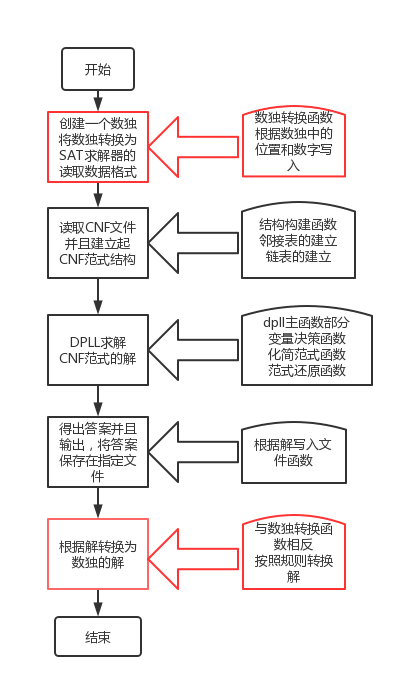 开始
创建一个数独
将数独转换为
SAT求解器的
读取数据格式
数独转换函数
根据数独中的
位置和数字写
入
读取CNF文件
并且建立起
CNF范式结构
结构构建函数
邻接表的建立
链表的建立
DPLL求解
CNF范式的解
dpll主函数部分
变量决策函数
化简范式函数
范式还原函数
得出答案并且
输出，将答案
保存在指定文
件
根据解写入文
件函数
根据解转换为
数独的解
与数独转换函
数相反
按照规则转换
解
结束